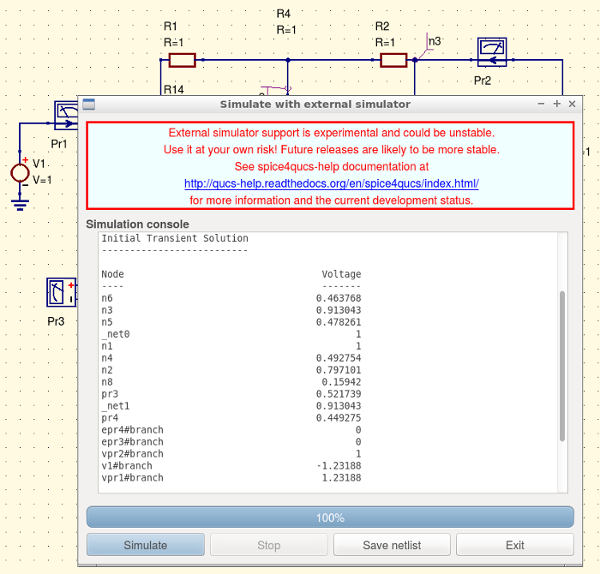 R4
R=1
R1
R=1
R2
R=1
n3
Pr2
R14
Pr1
V1
V=1
Pr3
Simulate with external simulator
External simulator support is experimental and could be unstable.
Use it at your own risk! Future releases are likely to be more stable.
See spice4qucs-help documentation at
http://qucs-help.readthedocs.org/en/spice4qucs/index.html/
for more information and the current development status.
Simulation console
Initial Transient Solution
--------------------------
Node Voltage
---- -------
n6 0.463768
n3 0.913043
n5 0.478261
_net0 1
n1 1
n4 0.492754
n2 0.797101
n8 0.15942
pr3 0.521739
_net1 0.913043
pr4 0.449275
epr4#branch 0
epr3#branch 0
vpr2#branch 1
v1#branch -1.23188
vpr1#branch 1.23188
100%
Simulate
Stop
Save netlist
Exit